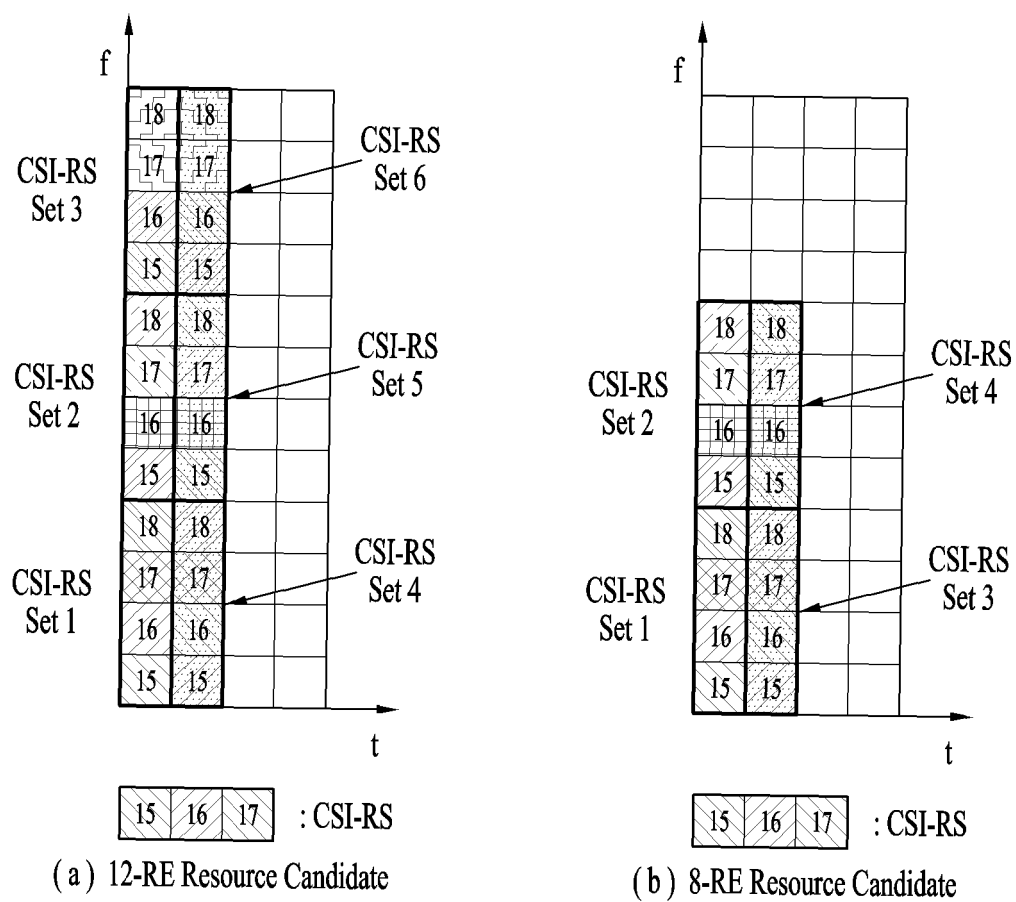 f
18 18
17 17
16 16
15 15
18 18
17 17
16 16
15 15
18 18
17 17
16 16
15 15
CSI-RS
Set 3
CSI-RS
Set 2
CSI-RS
Set 1
CSI-RS
Set 6
CSI-RS
Set 5
CSI-RS
Set 4
t
15 16 17 : CSI-RS
( a ) 12-RE Resource Candidate
f
18 18
17 17
16 16
15 15
18 18
17 17
16 16
15 15
CSI-RS
Set 2
CSI-RS
Set 1
CSI-RS
Set 4
CSI-RS
Set 3
t
15 16 17 : CSI-RS
( b ) 8-RE Resource Candidate